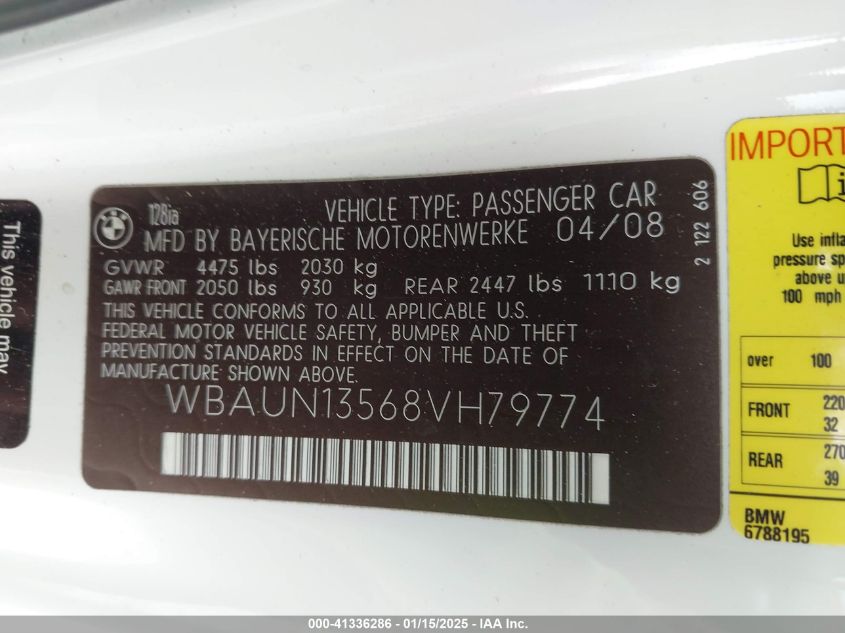 This vehicle may
BMW
128ia
VEHICLE TYPE: PASSENGER CAR
MFD BY BAYERISCHE MOTORENWERKE 04/08
GVWR 4475 lbs 2030 kg
GAWR FRONT 2050 lbs 930 kg REAR 2447 lbs 1110 kg
THIS VEHICLE CONFORMS TO ALL APPLICABLE U.S.
FEDERAL MOTOR VEHICLE SAFETY, BUMPER AND THEFT
PREVENTION STANDARDS IN EFFECT ON THE DATE OF
MANUFACTURE SHOWN ABOVE.
WBAUN13568VH79774
2 122 606
IMPORT
i
Use infla
pressure sp
above u
100 mph
over 100
FRONT 220
32
REAR 270
39
BMW
6788195
000-41336286 - 01/15/2025 - IAA Inc.